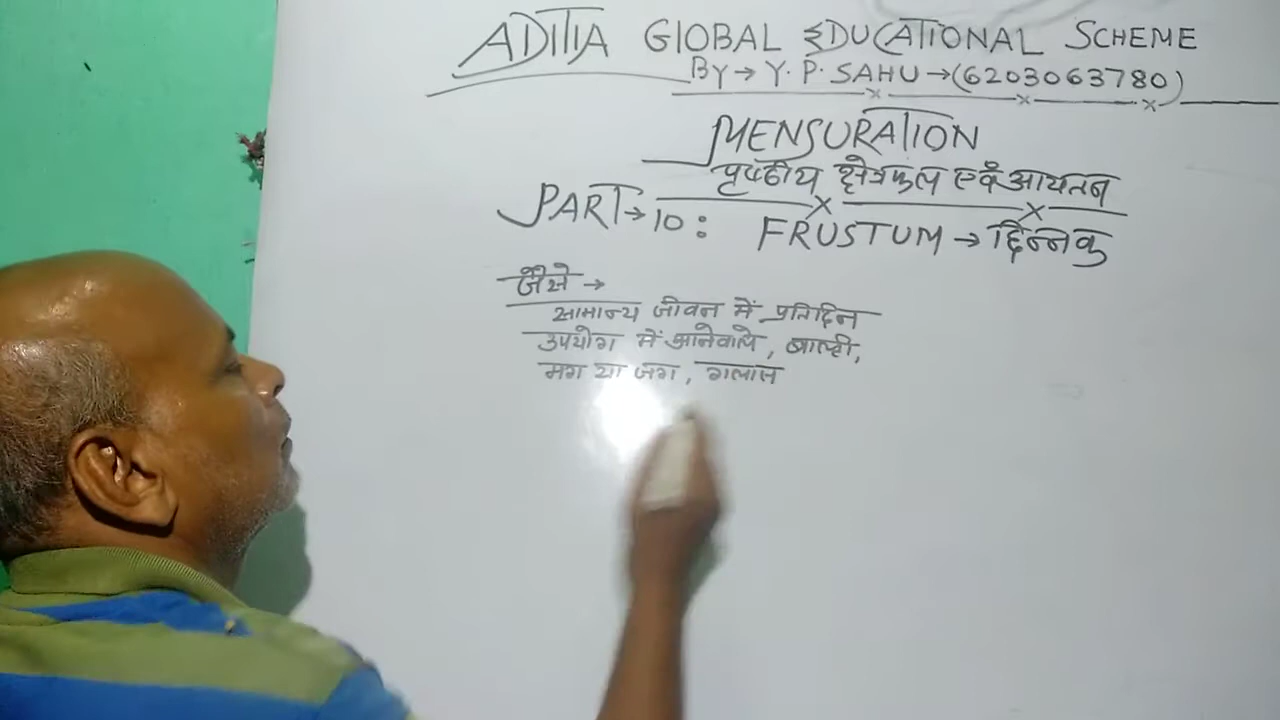 ADITIA GLOBAL EDUCATIONAL SCHEME
BY → Y. P. SAHU → (6203063780)
MENSURATION
पृष्ठीय क्षेत्रफल एवं आयतन
PART → 10 : FRUSTUM → छिन्नक
जैसे →
सामान्य जीवन में प्रतिदिन
उपयोग में आनेवाले, बाल्टी,
मग या जग, गलास